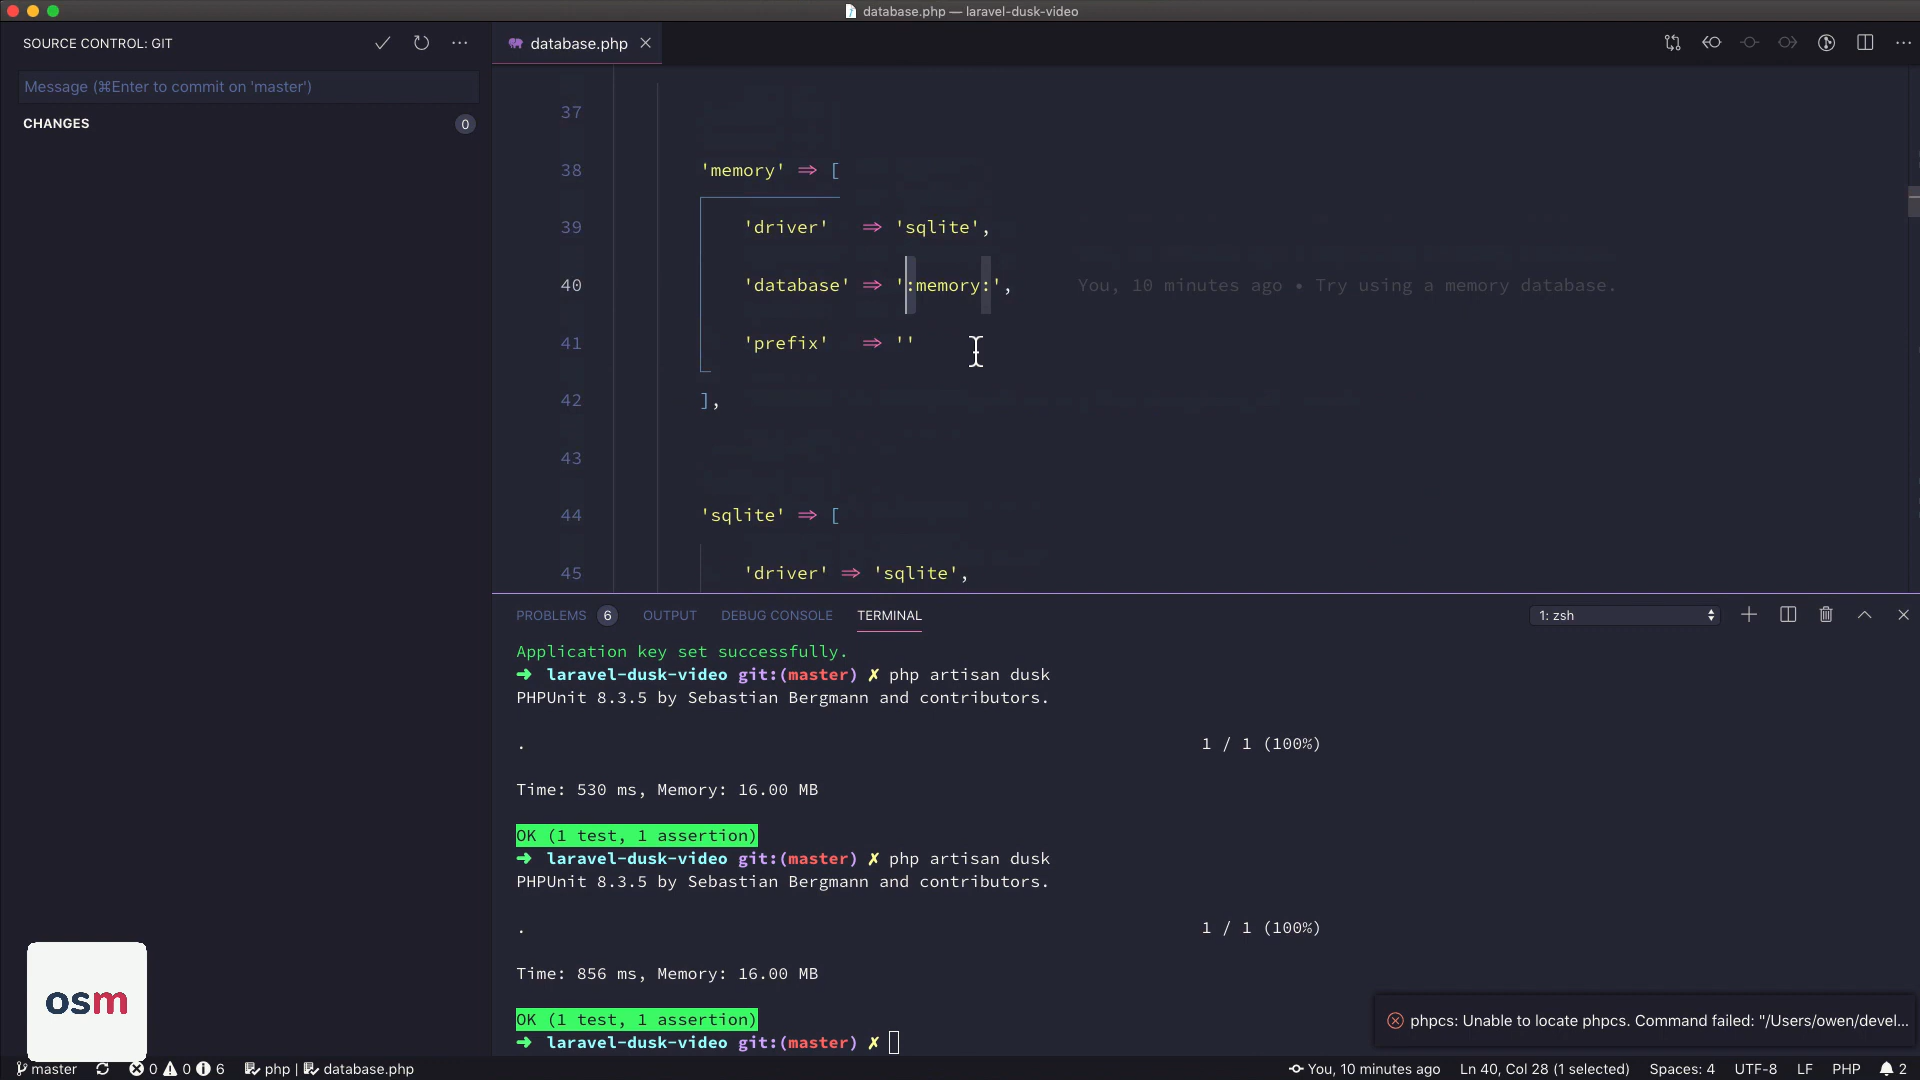 database.php — laravel-dusk-video
SOURCE CONTROL: GIT
database.php
Message (⌘Enter to commit on 'master')
CHANGES
0
37
38 'memory' => [
39 'driver' => 'sqlite',
40 'database' => ':memory:', You, 10 minutes ago • Try using a memory database.
41 'prefix' => ''
42 ],
43
44 'sqlite' => [
45 'driver' => 'sqlite',
PROBLEMS 6 OUTPUT DEBUG CONSOLE TERMINAL 1: zsh
Application key set successfully.
➜ laravel-dusk-video git:(master) ✗ php artisan dusk
PHPUnit 8.3.5 by Sebastian Bergmann and contributors.
. 1 / 1 (100%)
Time: 530 ms, Memory: 16.00 MB
OK (1 test, 1 assertion)
➜ laravel-dusk-video git:(master) ✗ php artisan dusk
PHPUnit 8.3.5 by Sebastian Bergmann and contributors.
. 1 / 1 (100%)
Time: 856 ms, Memory: 16.00 MB
OK (1 test, 1 assertion)
➜ laravel-dusk-video git:(master) ✗
osm
phpcs: Unable to locate phpcs. Command failed: "/Users/owen/devel...
master 0 0 6 php | database.php You, 10 minutes ago Ln 40, Col 28 (1 selected) Spaces: 4 UTF-8 LF PHP 2